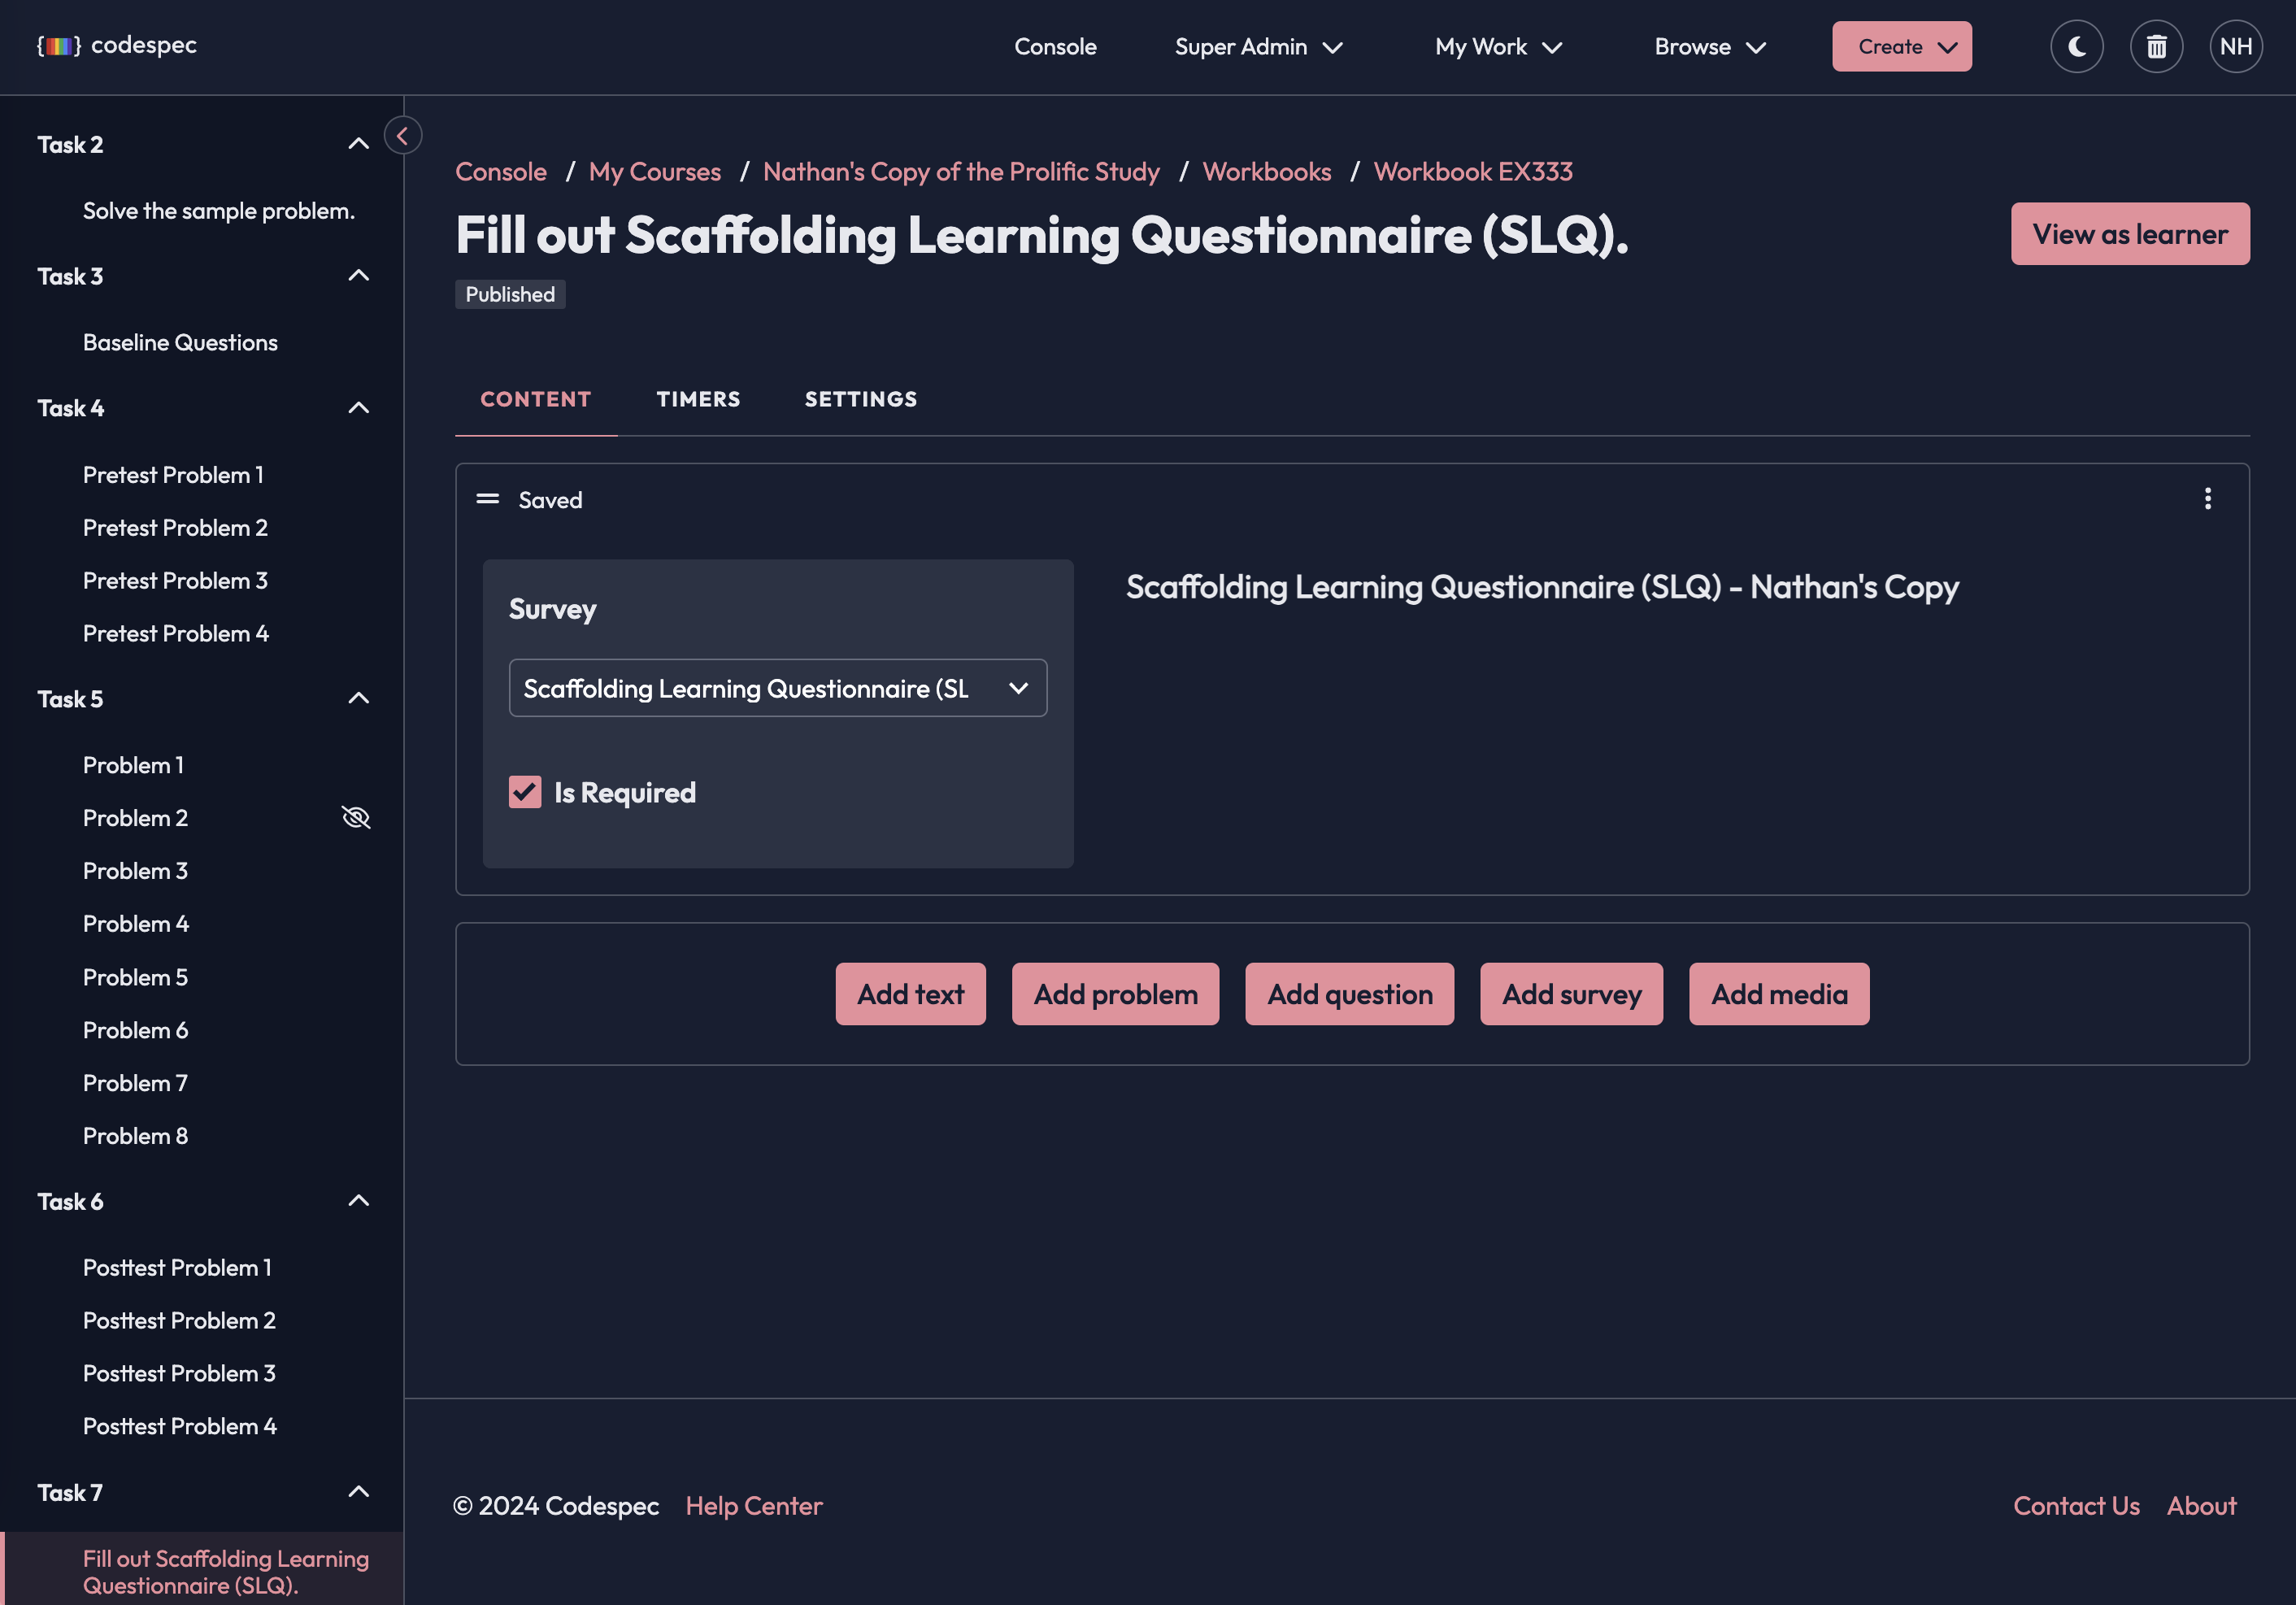 codespec
Console
Super Admin
My Work
Browse
Create
NH
Task 2
Solve the sample problem.
Task 3
Baseline Questions
Task 4
Pretest Problem 1
Pretest Problem 2
Pretest Problem 3
Pretest Problem 4
Task 5
Problem 1
Problem 2
Problem 3
Problem 4
Problem 5
Problem 6
Problem 7
Problem 8
Task 6
Posttest Problem 1
Posttest Problem 2
Posttest Problem 3
Posttest Problem 4
Task 7
Fill out Scaffolding Learning
Questionnaire (SLQ).
Console / My Courses / Nathan's Copy of the Prolific Study / Workbooks / Workbook EX333
Fill out Scaffolding Learning Questionnaire (SLQ).
View as learner
Published
CONTENT
TIMERS
SETTINGS
Saved
Survey
Scaffolding Learning Questionnaire (SL
Is Required
Scaffolding Learning Questionnaire (SLQ) - Nathan's Copy
Add text
Add problem
Add question
Add survey
Add media
© 2024 Codespec
Help Center
Contact Us
About